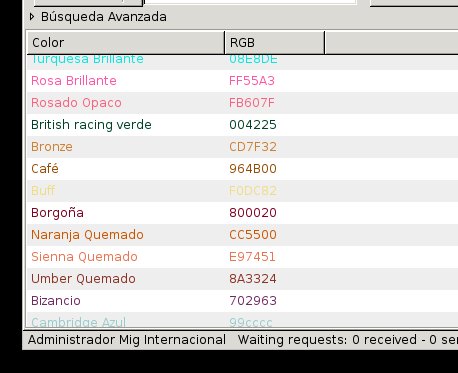 Búsqueda Avanzada
Color RGB
Turquesa Brillante 08E8DE
Rosa Brillante FF55A3
Rosado Opaco FB607F
British racing verde 004225
Bronze CD7F32
Café 964B00
Buff F0DC82
Borgoña 800020
Naranja Quemado CC5500
Sienna Quemado E97451
Umber Quemado 8A3324
Bizancio 702963
Cambridge Azul 99cccc
Administrador Mig Internacional Waiting requests: 0 received - 0